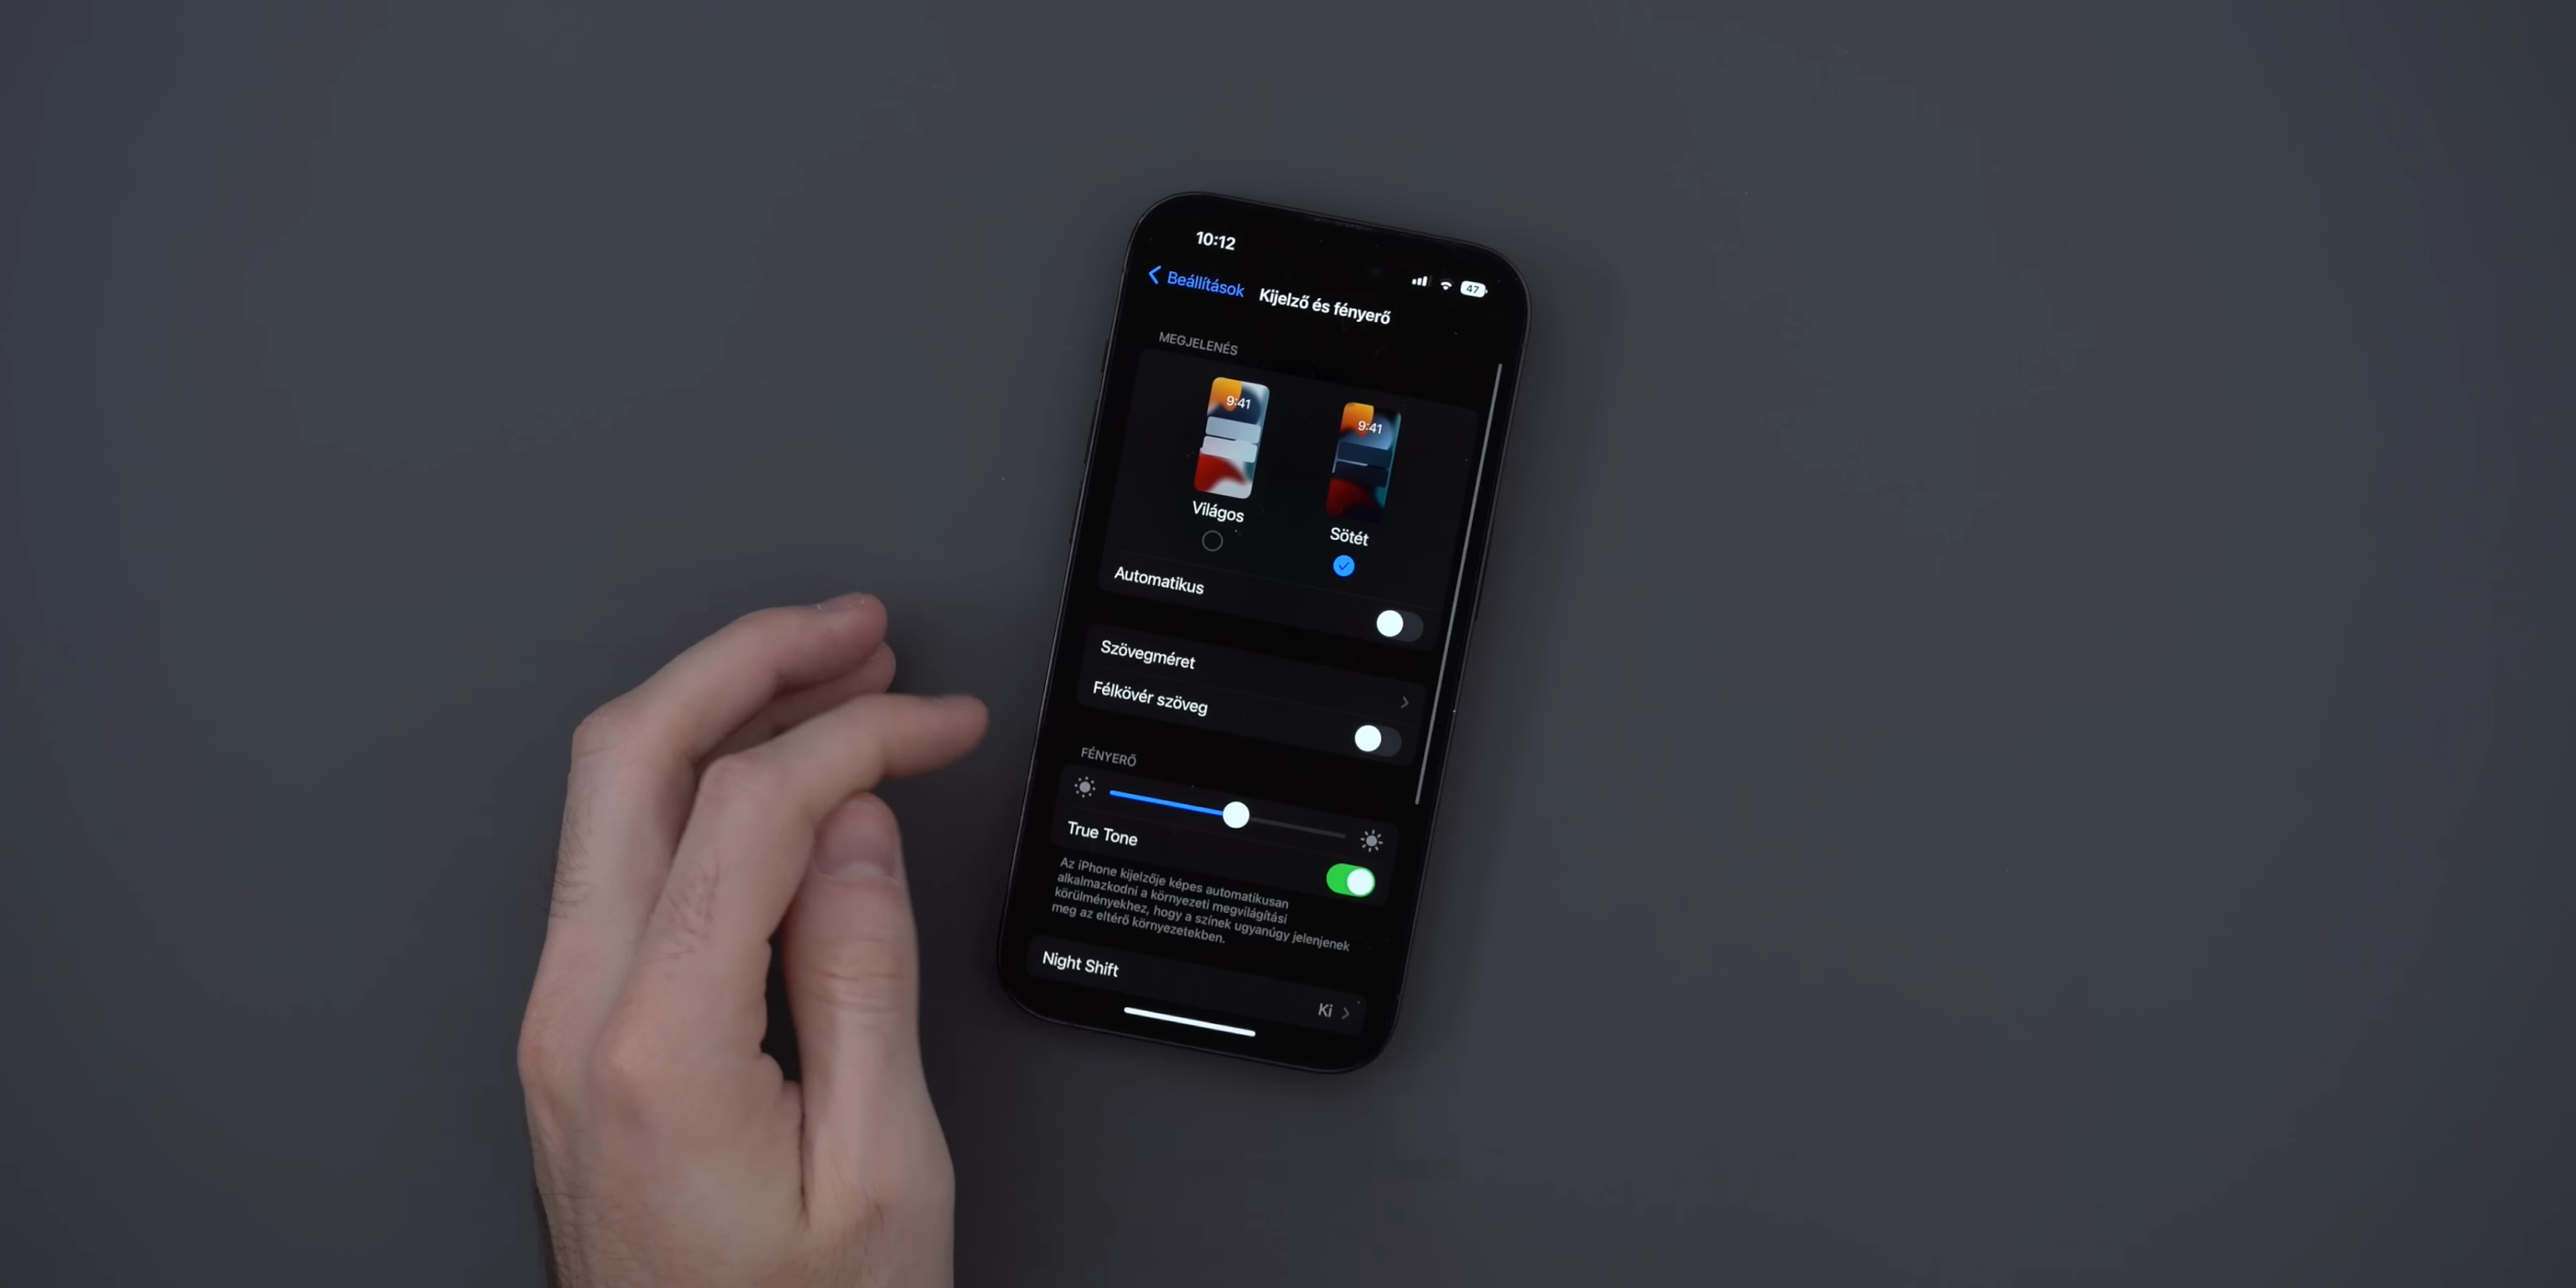 10:12
47
Beállítások
Kijelző és fényerő
MEGJELENÉS
9:41
9:41
Világos
Sötét
Automatikus
Szövegméret
Félkövér szöveg
FÉNYERŐ
True Tone
Az iPhone kijelzője képes automatikusan
alkalmazkodni a környezeti megvilágítási
körülményekhez, hogy a színek ugyanúgy jelenjenek
meg az eltérő környezetekben.
Night Shift
Ki